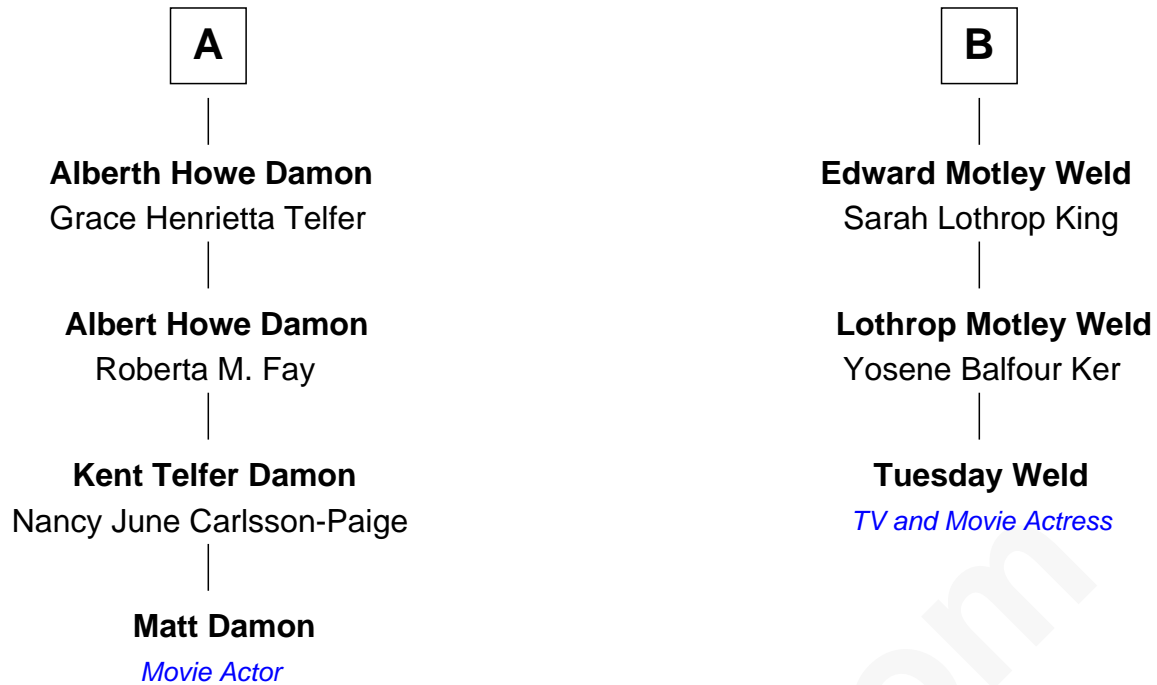 A
Alberth Howe Damon
Grace Henrietta Telfer
Albert Howe Damon
Roberta M. Fay
Kent Telfer Damon
Nancy June Carlsson-Paige
Matt Damon
Movie Actor
B
Edward Motley Weld
Sarah Lothrop King
Lothrop Motley Weld
Yosene Balfour Ker
Tuesday Weld
TV and Movie Actress
om